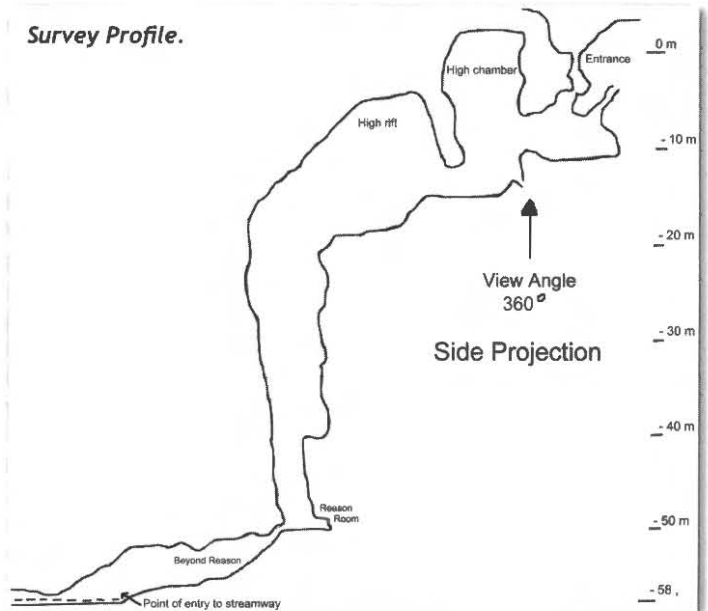 Survey Profile.
0 m
Entrance
High chamber
High rift
- 10 m
- 20 m
View Angle
360°
- 30 m
Side Projection
- 40 m
Reason
Room
- 50 m
Beyond Reason
- 58 .
Point of entry to streamway